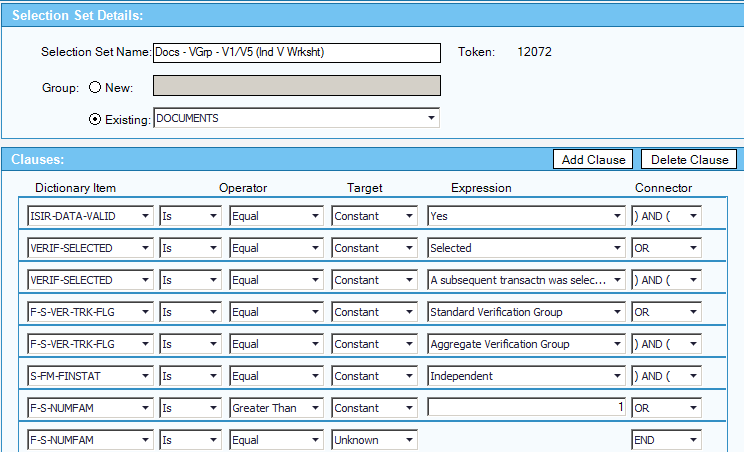 Selection Set Details:
Selection Set Name: Docs - VGrp - V1/V5 (Ind V Wrksht) Token: 12072
Group: New:
Existing: DOCUMENTS
Clauses: Add Clause Delete Clause
Dictionary Item Operator Target Expression Connector
ISIR-DATA-VALID Is Equal Constant Yes ) AND (
VERIF-SELECTED Is Equal Constant Selected OR
VERIF-SELECTED Is Equal Constant A subsequent transactn was selec... ) AND (
F-S-VER-TRK-FLG Is Equal Constant Standard Verification Group OR
F-S-VER-TRK-FLG Is Equal Constant Aggregate Verification Group ) AND (
S-FM-FINSTAT Is Equal Constant Independent ) AND (
F-S-NUMFAM Is Greater Than Constant 1 OR
F-S-NUMFAM Is Equal Unknown END